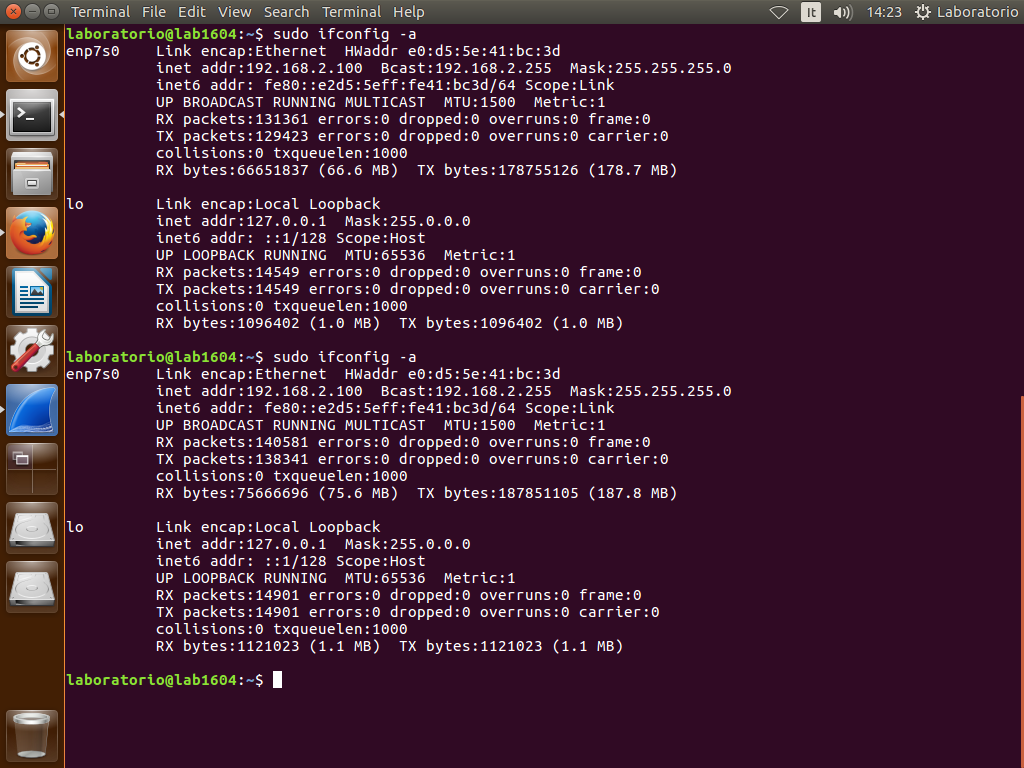 Terminal File Edit View Search Terminal Help It 14:23 Laboratorio
laboratorio@lab1604:~$ sudo ifconfig -a
enp7s0    Link encap:Ethernet  HWaddr e0:d5:5e:41:bc:3d
          inet addr:192.168.2.100  Bcast:192.168.2.255  Mask:255.255.255.0
          inet6 addr: fe80::e2d5:5eff:fe41:bc3d/64 Scope:Link
          UP BROADCAST RUNNING MULTICAST  MTU:1500  Metric:1
          RX packets:131361 errors:0 dropped:0 overruns:0 frame:0
          TX packets:129423 errors:0 dropped:0 overruns:0 carrier:0
          collisions:0 txqueuelen:1000
          RX bytes:66651837 (66.6 MB)  TX bytes:178755126 (178.7 MB)
lo        Link encap:Local Loopback
          inet addr:127.0.0.1  Mask:255.0.0.0
          inet6 addr: ::1/128 Scope:Host
          UP LOOPBACK RUNNING  MTU:65536  Metric:1
          RX packets:14549 errors:0 dropped:0 overruns:0 frame:0
          TX packets:14549 errors:0 dropped:0 overruns:0 carrier:0
          collisions:0 txqueuelen:1000
          RX bytes:1096402 (1.0 MB)  TX bytes:1096402 (1.0 MB)
laboratorio@lab1604:~$ sudo ifconfig -a
enp7s0    Link encap:Ethernet  HWaddr e0:d5:5e:41:bc:3d
          inet addr:192.168.2.100  Bcast:192.168.2.255  Mask:255.255.255.0
          inet6 addr: fe80::e2d5:5eff:fe41:bc3d/64 Scope:Link
          UP BROADCAST RUNNING MULTICAST  MTU:1500  Metric:1
          RX packets:140581 errors:0 dropped:0 overruns:0 frame:0
          TX packets:138341 errors:0 dropped:0 overruns:0 carrier:0
          collisions:0 txqueuelen:1000
          RX bytes:75666696 (75.6 MB)  TX bytes:187851105 (187.8 MB)
lo        Link encap:Local Loopback
          inet addr:127.0.0.1  Mask:255.0.0.0
          inet6 addr: ::1/128 Scope:Host
          UP LOOPBACK RUNNING  MTU:65536  Metric:1
          RX packets:14901 errors:0 dropped:0 overruns:0 frame:0
          TX packets:14901 errors:0 dropped:0 overruns:0 carrier:0
          collisions:0 txqueuelen:1000
          RX bytes:1121023 (1.1 MB)  TX bytes:1121023 (1.1 MB)
laboratorio@lab1604:~$